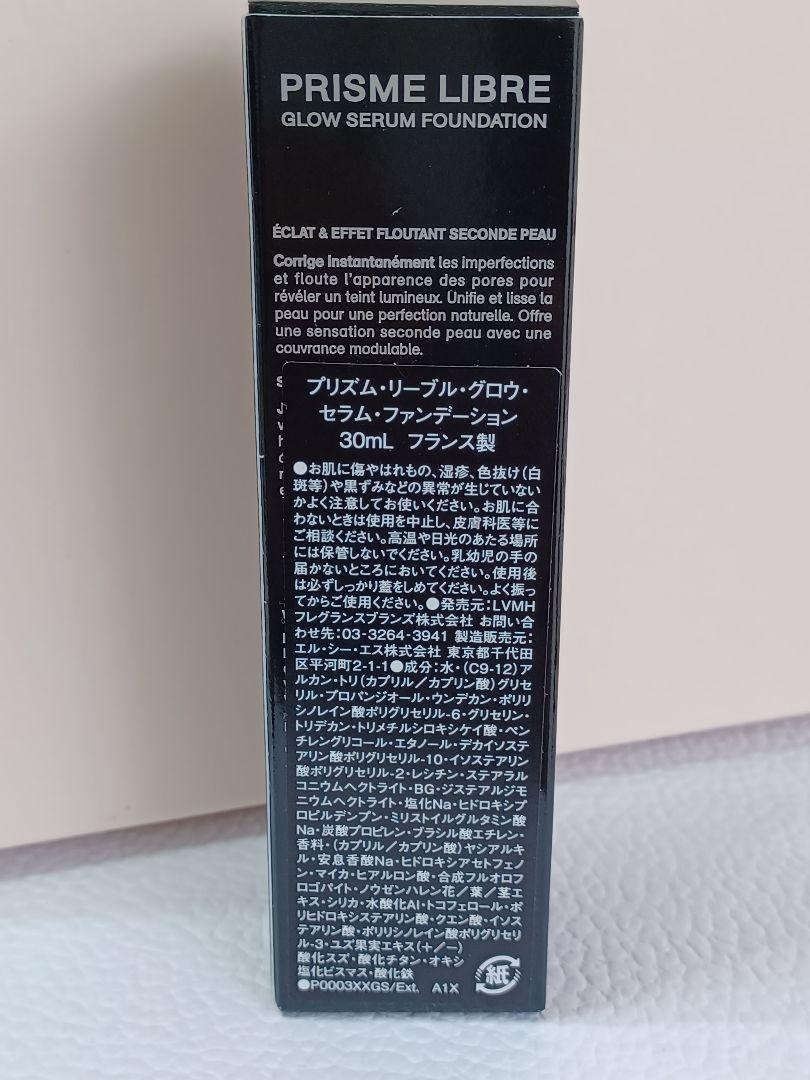 PRISME LIBRE
GLOW SERUM FOUNDATION
ÉCLAT & EFFET FLOUTANT SECONDE PEAU
Corrige instantanément les imperfections
et floute l'apparence des pores pour
révéler un teint lumineux. Unifie et lisse la
peau pour une perfection naturelle. Offre
une sensation seconde peau avec une
couvrance modulable.
プリズム・リーブル・グロウ・
セラム・ファンデーション
30mL フランス製
●お肌に傷やはれもの、湿疹、色抜け(白
斑等)や黒ずみなどの異常が生じていない
かよく注意してお使いください。お肌に合
わないときは使用を中止し、皮膚科医等に
ご相談ください。高温や日光のあたる場所
には保管しないでください。乳幼児の手の
届かないところにおいてください。使用後
は必ずしっかり蓋をしめてください。よく振っ
てからご使用ください。●発売元:LVMH
フレグランスブランズ株式会社 お問い合
わせ先:03-3264-3941 製造販売元:
エル・シー・エス株式会社 東京都千代田
区平河町2-1-1●成分:水・(C9-12)ア
ルカン・トリ(カプリル/カプリン酸)グリセ
リル・プロパンジオール・ウンデカン・ポリリ
シノレイン酸ポリグリセリル-6・グリセリン・
トリデカン・トリメチルシロキシケイ酸・ペン
チレングリコール・エタノール・デカイソステ
アリン酸ポリグリセリル-10・イソステアリン
酸ポリグリセリル-2・レシチン・ステアラル
コニウムヘクトライト・BG・ジステアルジモ
ニウムヘクトライト・塩化Na・ヒドロキシプ
ロピルデンプン・ミリストイルグルタミン酸
Na・炭酸プロピレン・ブラシル酸エチレン・
香料・(カプリル/カプリン酸)ヤシアルキ
ル・安息香酸Na・ヒドロキシアセトフェノ
ン・マイカ・ヒアルロン酸・合成フルオロフ
ロゴパイト・ノウゼンハレン花/葉/茎エ
キス・シリカ・水酸化Al・トコフェロール・ポ
リヒドロキシステアリン酸・クエン酸・イソス
テアリン酸・ポリリシノレイン酸ポリグリセリ
ル-3・ユズ果実エキス(+/-)
酸化スズ・酸化チタン・オキシ
塩化ビスマス・酸化鉄
●P0003XXGS/Ext. A1X
紙